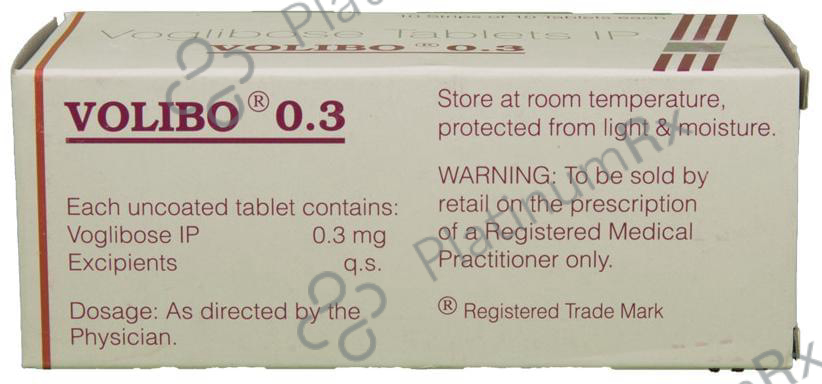 10 Strips of 10 Tablets each
Voglibose Tablets IP
VOLIBO ® 0.3
VOLIBO ® 0.3
Each uncoated tablet contains:
Voglibose IP 0.3 mg
Excipients q.s.
Dosage: As directed by the
Physician.
Store at room temperature,
protected from light & moisture.
WARNING: To be sold by
retail on the prescription
of a Registered Medical
Practitioner only.
® Registered Trade Mark
PlatinumRx